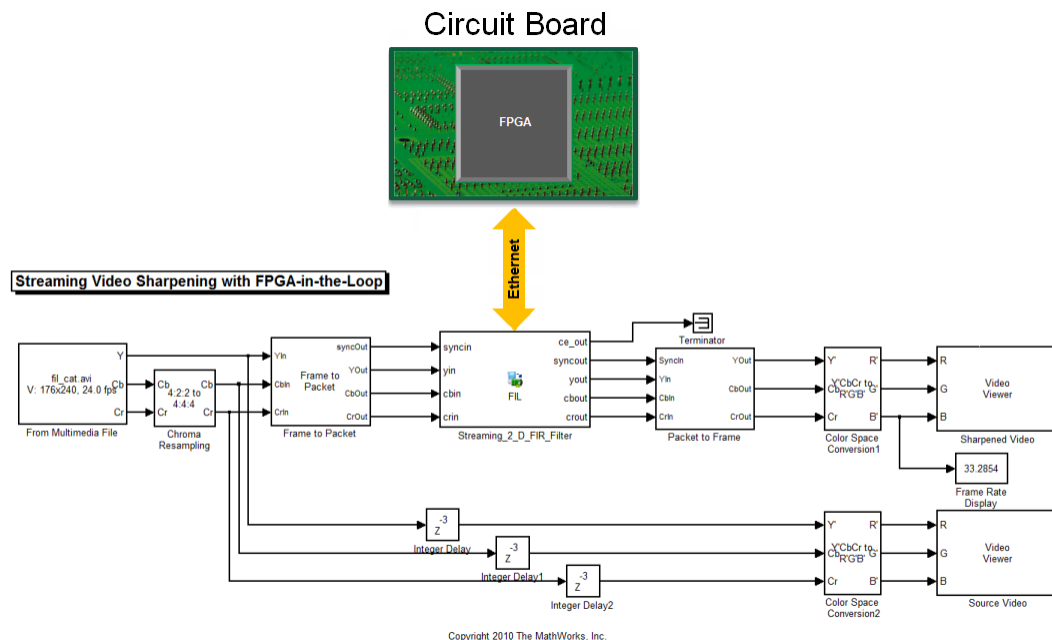 Circuit Board
FPGA
Ethernet
Streaming Video Sharpening with FPGA-in-the-Loop
fil_cat.avi
V: 176x240, 24.0 fps
Y
Cb
Cr
From Multimedia File
Cb
Cr
4:2:2 to
4:4:4
Cb
Cr
Chroma
Resampling
YIn
CbIn
CrIn
Frame to
Packet
syncOut
YOut
CbOut
CrOut
Frame to Packet
syncin
yin
cbin
crin
FIL
ce_out
syncout
yout
cbout
crout
Streaming_2_D_FIR_Filter
Terminator
SyncIn
YIn
CbIn
CrIn
YOut
CbOut
CrOut
Packet to Frame
Y'
Cb
Cr
Y'CbCr to
R'G'B'
R'
G'
B'
Color Space
Conversion1
R
G
B
Video
Viewer
Sharpened Video
33.2854
Frame Rate
Display
-3
Z
Integer Delay
-3
Z
Integer Delay1
-3
Z
Integer Delay2
Y'
Cb
Cr
Y'CbCr to
R'G'B'
R'
G'
B'
Color Space
Conversion2
R
G
B
Video
Viewer
Source Video
Copyright 2010 The MathWorks, Inc.